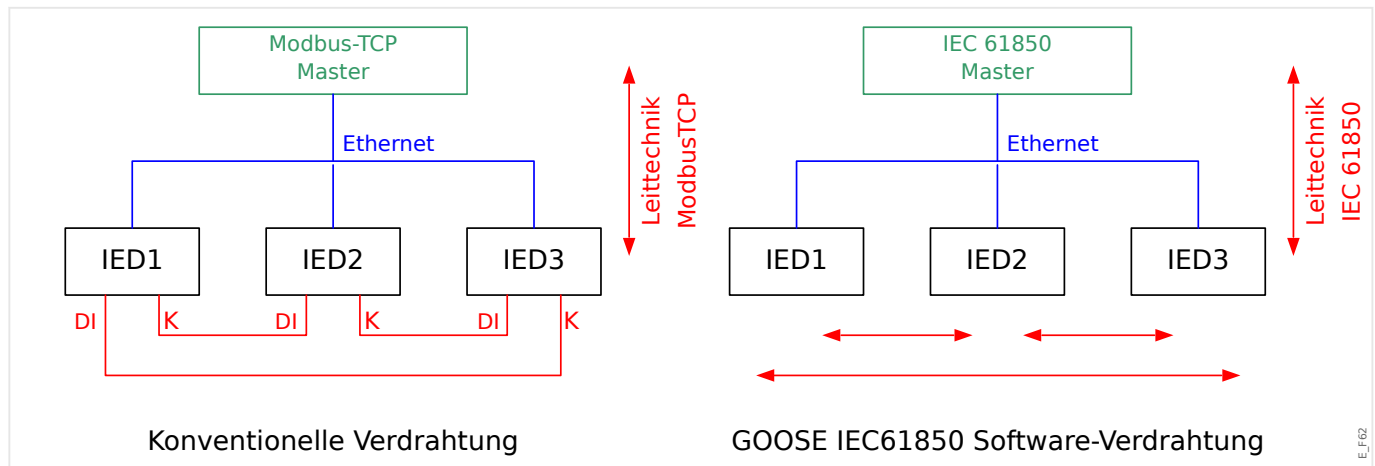 Modbus-TCP
Master
Ethernet
Leittechnik
ModbusTCP
IED1
IED2
IED3
DI
K
DI
K
DI
K
Konventionelle Verdrahtung
IEC 61850
Master
Ethernet
Leittechnik
IEC 61850
IED1
IED2
IED3
GOOSE IEC61850 Software-Verdrahtung
E_F62